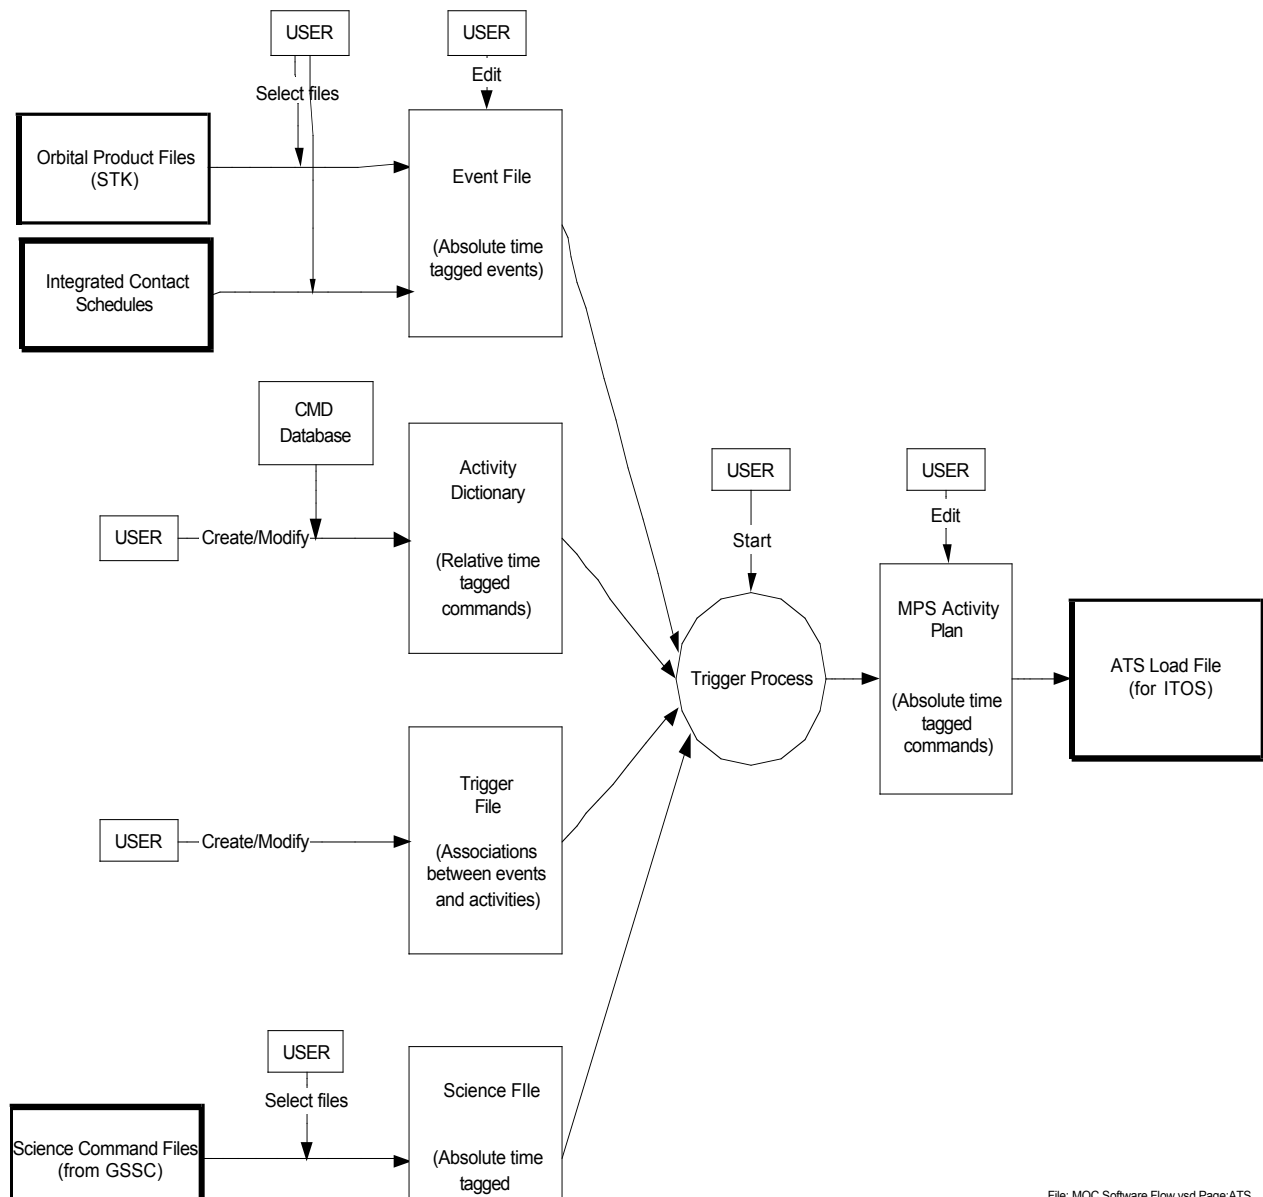 USER
USER
Select files
Edit
Orbital Product Files
(STK)
Event File
(Absolute time
tagged events)
Integrated Contact
Schedules
CMD
Database
Activity
Dictionary
(Relative time
tagged
commands)
USER
Create/Modify
USER
Start
USER
Edit
Trigger Process
MPS Activity
Plan
(Absolute time
tagged
commands)
ATS Load File
(for ITOS)
USER
Create/Modify
Trigger
File
(Associations
between events
and activities)
USER
Select files
Science Command Files
(from GSSC)
Science FIle
(Absolute time
tagged
File: MOC Software Flow.vsd Page:ATS